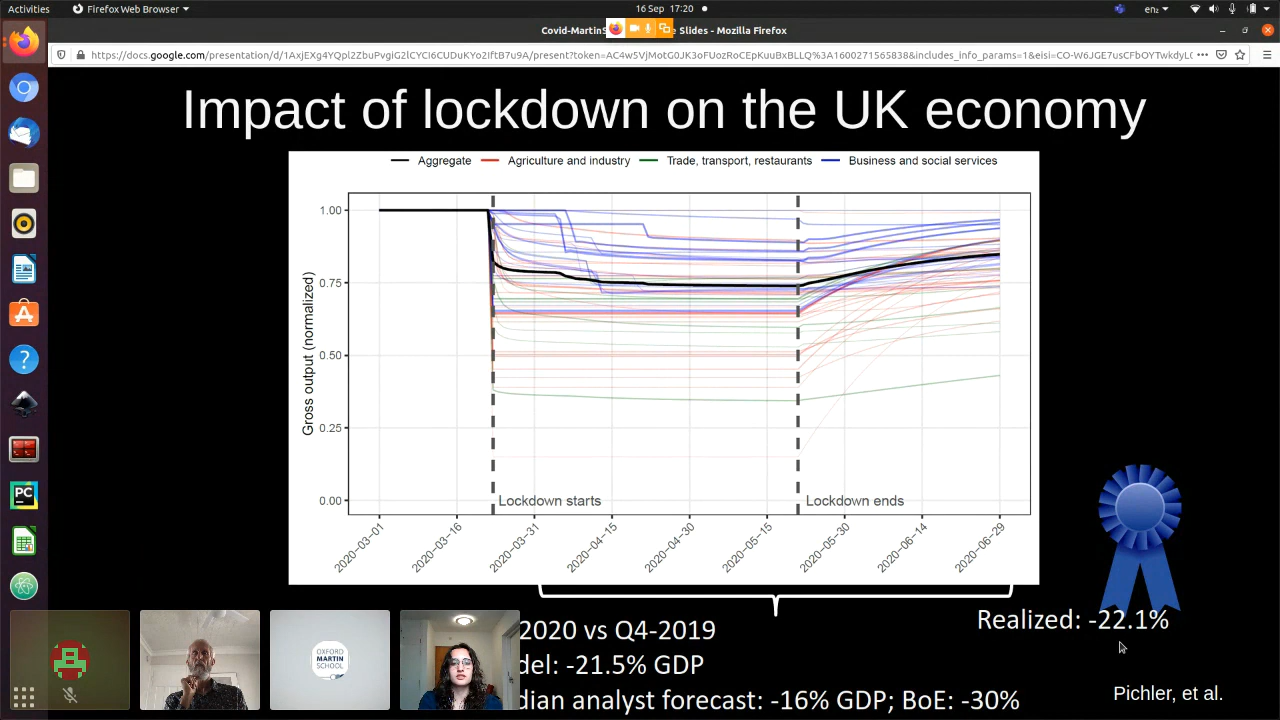 Activities Firefox Web Browser 16 Sep 17:20 en₂
Slides - Mozilla Firefox
Impact of lockdown on the UK economy
Aggregate Agriculture and industry Trade, transport, restaurants Business and social services
Gross output (normalized)
1.00
0.75
0.50
0.25
0.00
Lockdown starts
Lockdown ends
2020-03-01
2020-03-16
2020-03-31
2020-04-15
2020-04-30
2020-05-15
2020-05-30
2020-06-14
2020-06-29
2020 vs Q4-2019
del: -21.5% GDP
dian analyst forecast: -16% GDP; BoE: -30%
Realized: -22.1%
Pichler, et al.
OXFORD
MARTIN
SCHOOL
PC